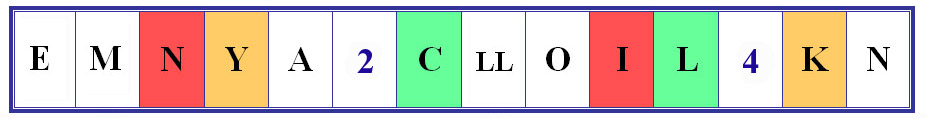 E M N Y A 2 C LL O I L 4 K N